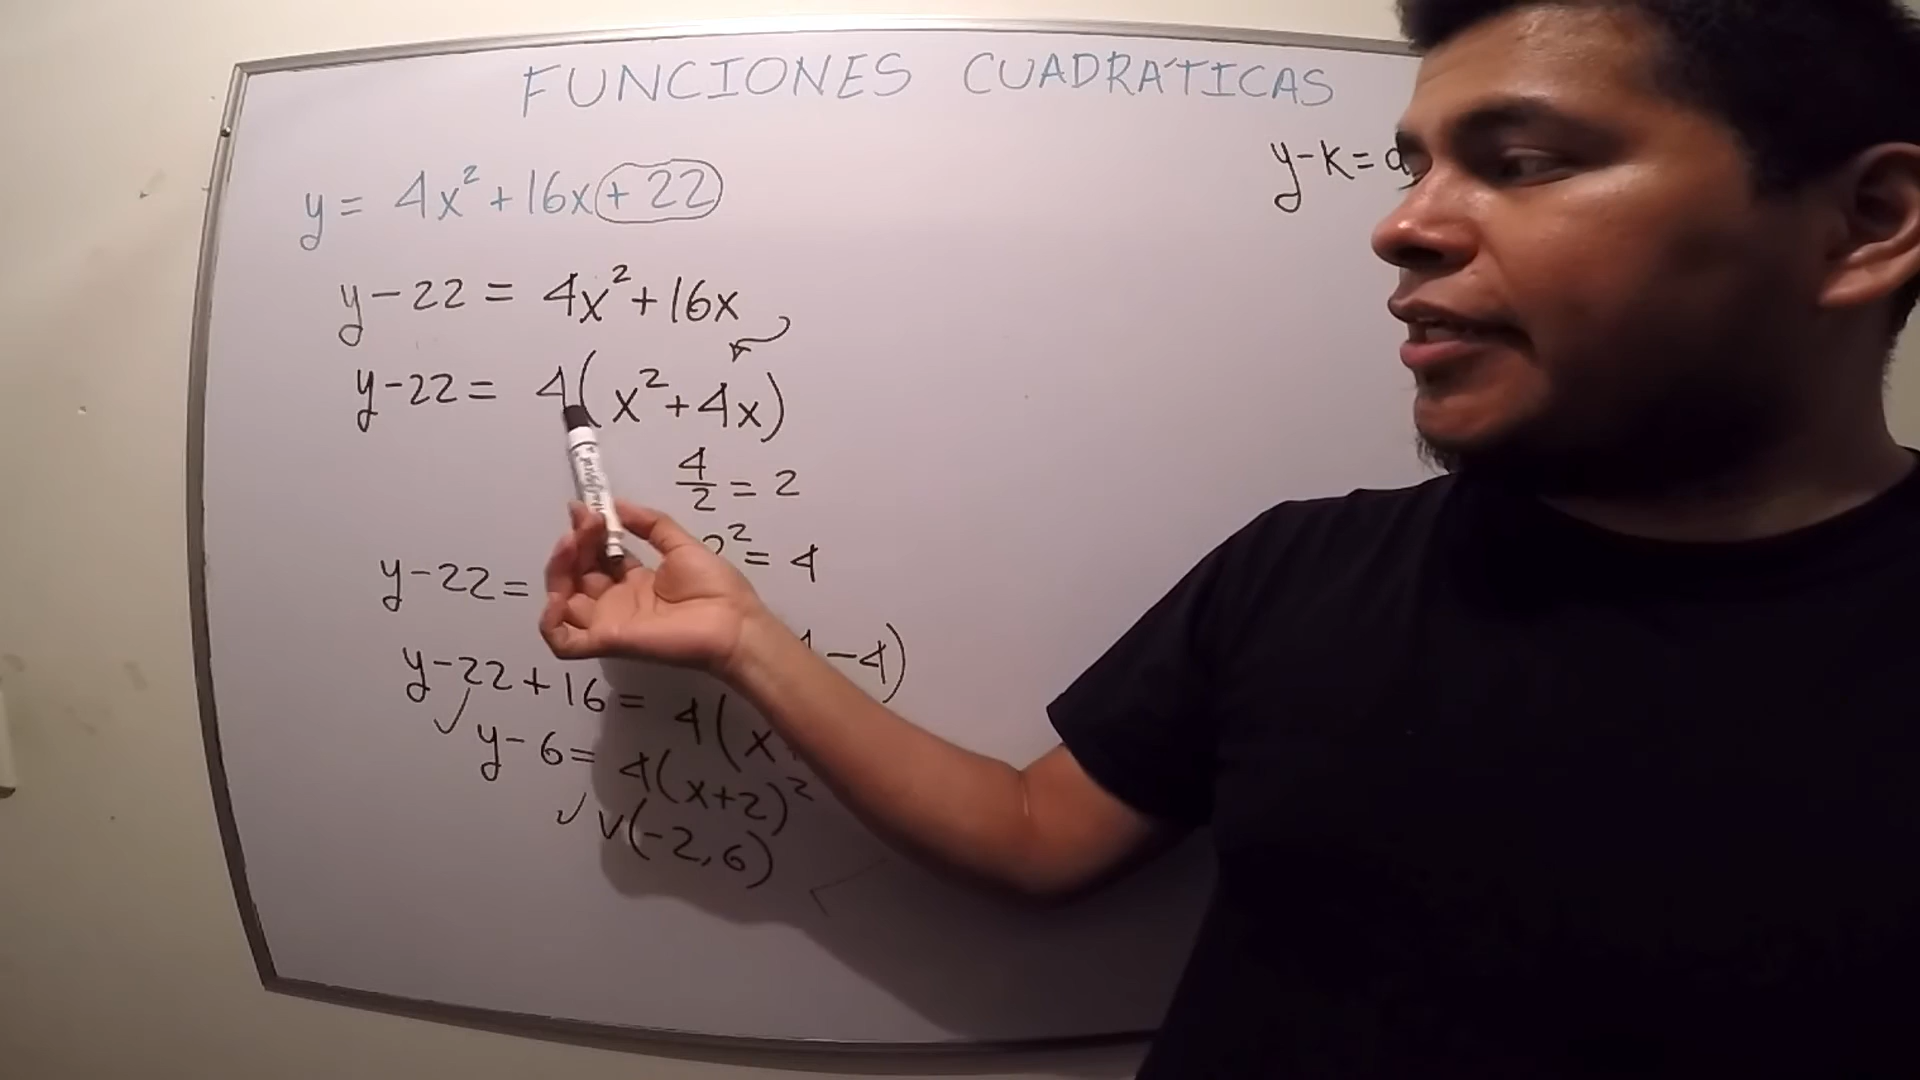 FUNCIONES CUADRÁTICAS
y-k=a
y = 4x²+16x+22
y-22 = 4x²+16x
y-22 = 4(x²+4x)
4/2 = 2
2² = 4
y-22=
-4)
y-22+16= 4(x
y-6= 4(x+2)²
V(-2,6)